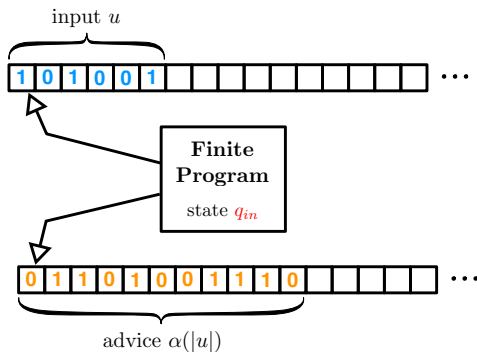 input u
1 0 1 0 0 1 ...
Finite
Program
state q_in
0 1 1 0 1 0 0 1 1 1 0 ...
advice α(|u|)